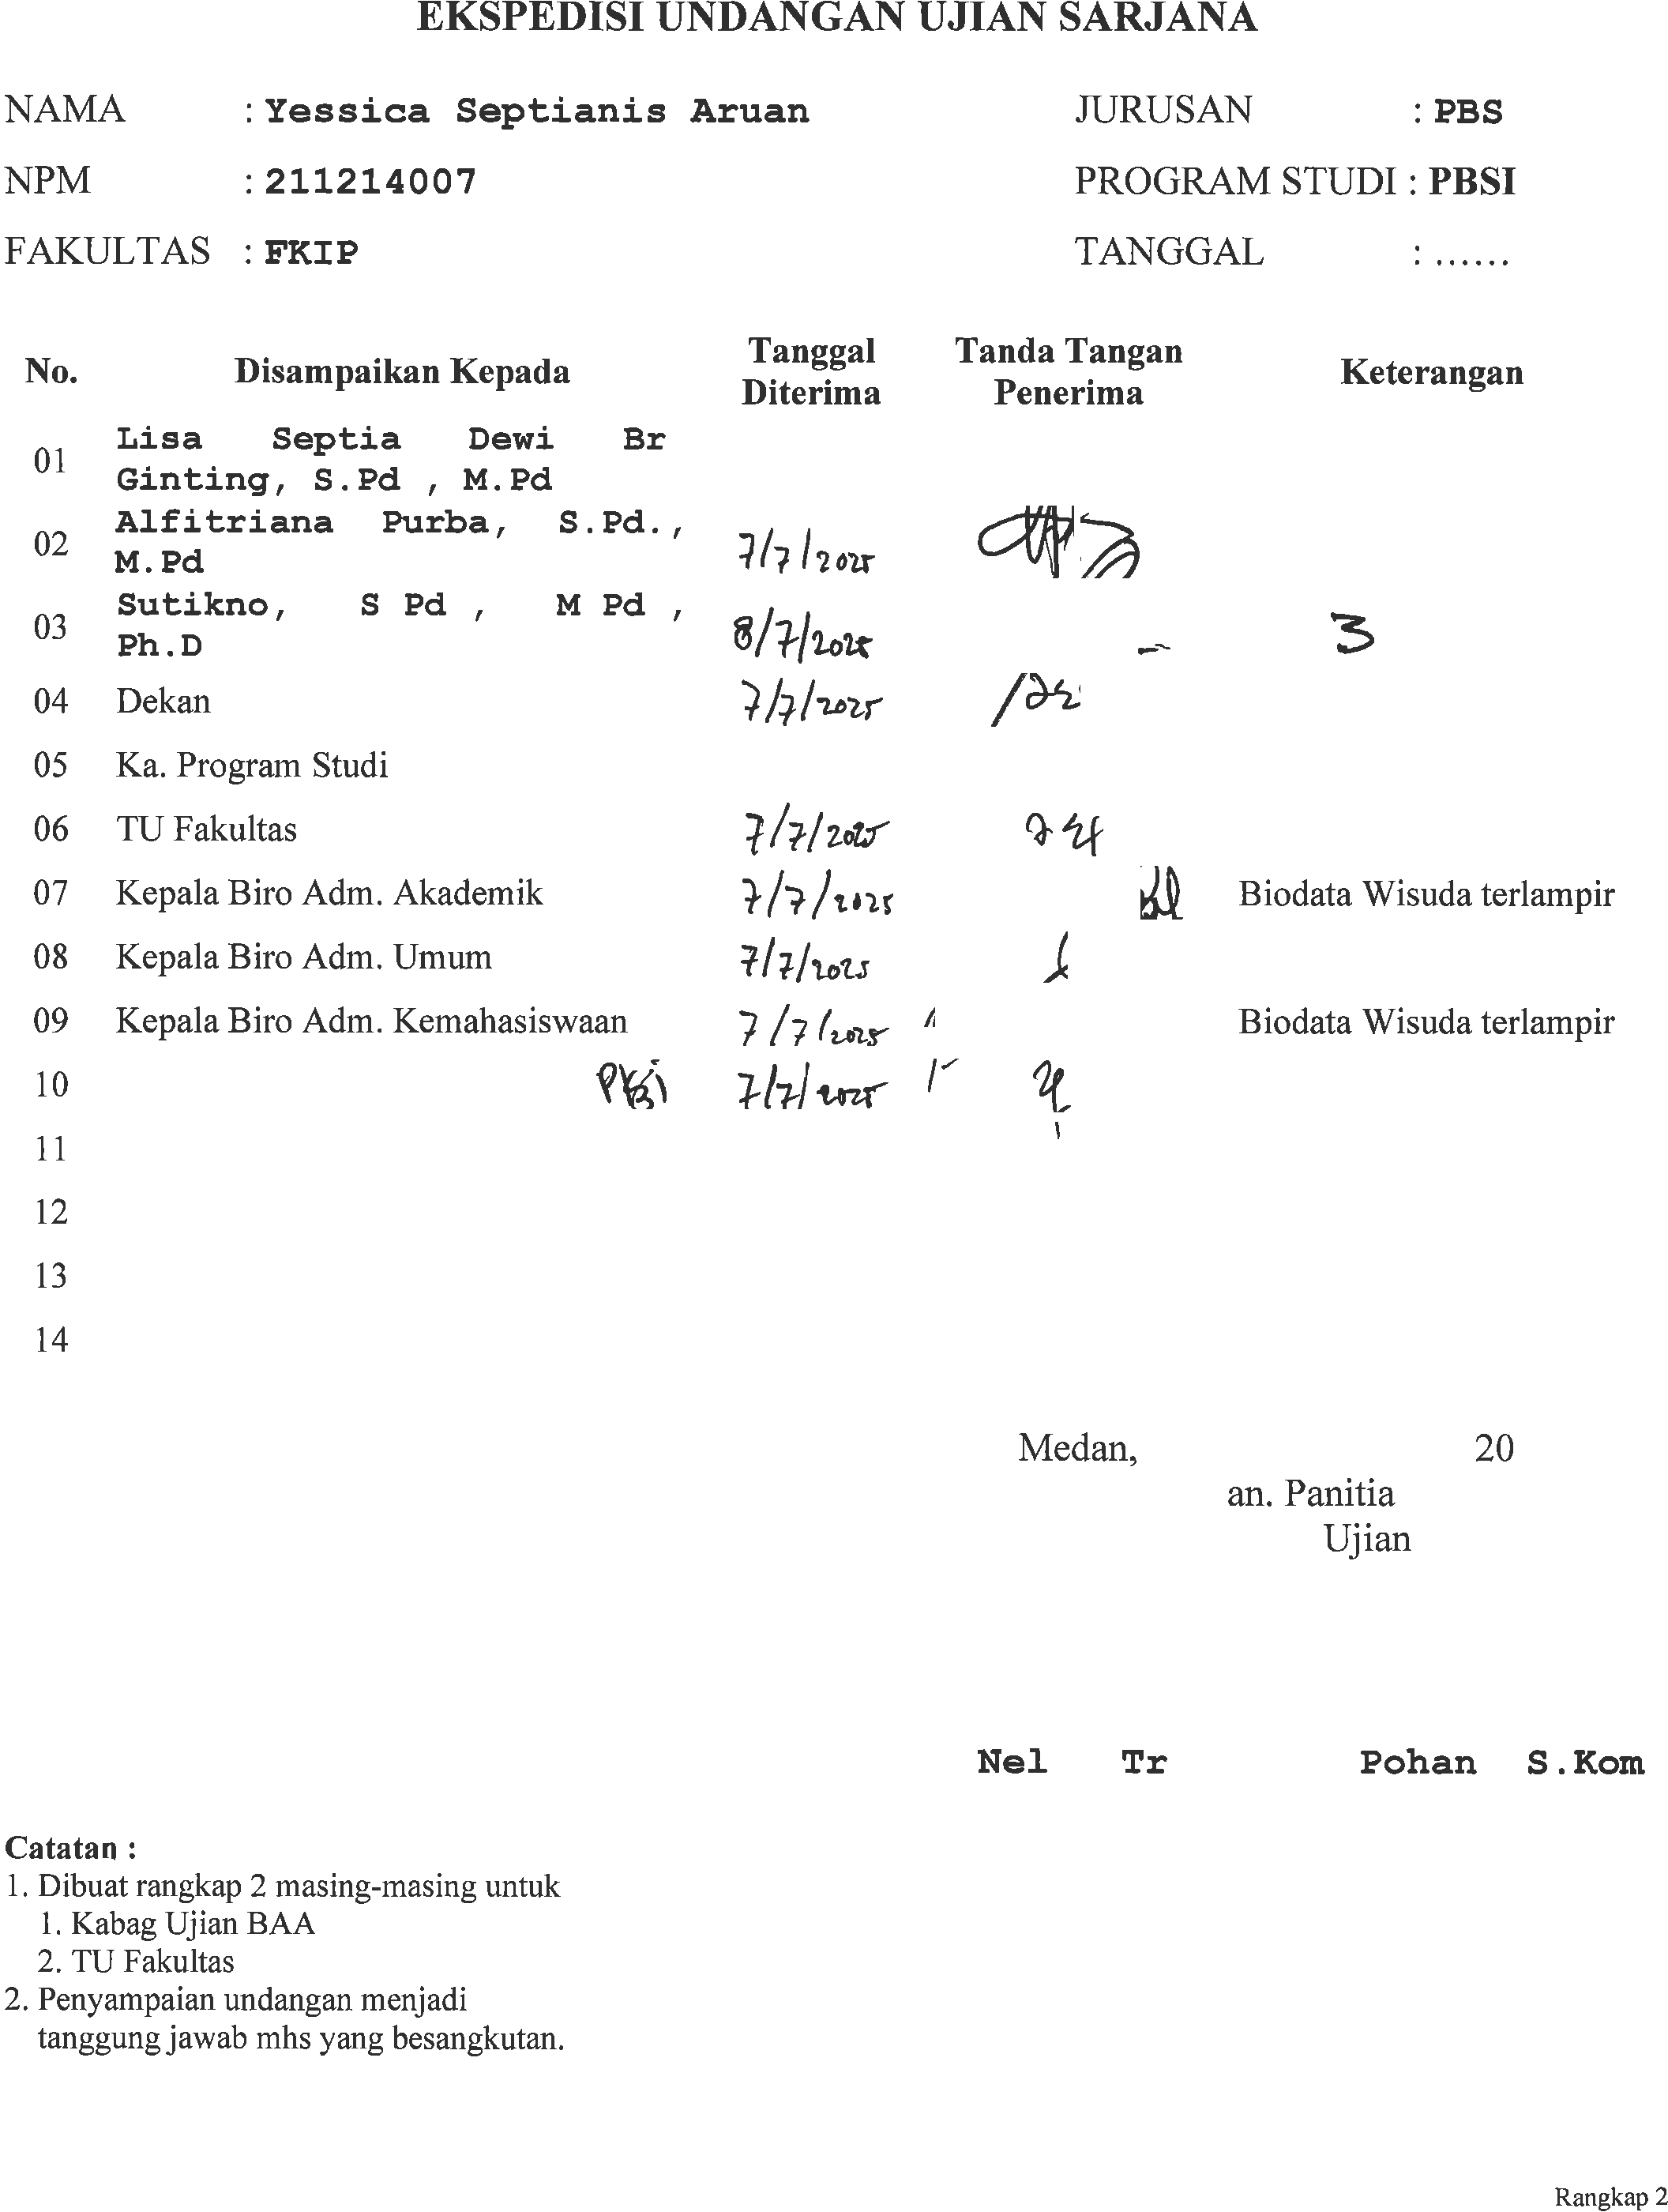 EKSPEDISI UNDANGAN UJIAN SARJANA
NAMA : Yessica Septianis Aruan JURUSAN : PBS
NPM : 211214007 PROGRAM STUDI : PBSI
FAKULTAS : FKIP TANGGAL : ......
No. Disampaikan Kepada Tanggal Diterima Tanda Tangan Penerima Keterangan
01 Lisa Septia Dewi Br
Ginting, S.Pd , M.Pd
02 Alfitriana Purba, S.Pd.,
M.Pd 7/7/2025
03 Sutikno, S Pd , M Pd ,
Ph.D 8/7/2025 3
04 Dekan 7/7/2025
05 Ka. Program Studi
06 TU Fakultas 7/7/2025
07 Kepala Biro Adm. Akademik 7/7/2025 Biodata Wisuda terlampir
08 Kepala Biro Adm. Umum 7/7/2025
09 Kepala Biro Adm. Kemahasiswaan 7/7/2025 Biodata Wisuda terlampir
10 7/7/2025
11
12
13
14
Medan, 20
an. Panitia
Ujian
Nel Tr Pohan S.Kom
Catatan :
1. Dibuat rangkap 2 masing-masing untuk
1. Kabag Ujian BAA
2. TU Fakultas
2. Penyampaian undangan menjadi
tanggung jawab mhs yang besangkutan.
Rangkap 2